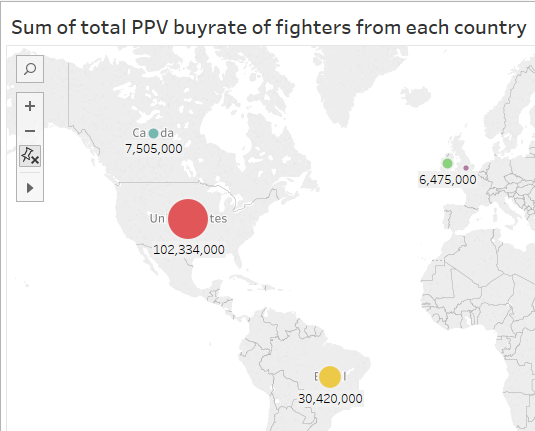 Sum of total PPV buyrate of fighters from each country
Ca da
7,505,000
6,475,000
Un tes
102,334,000
30,420,000